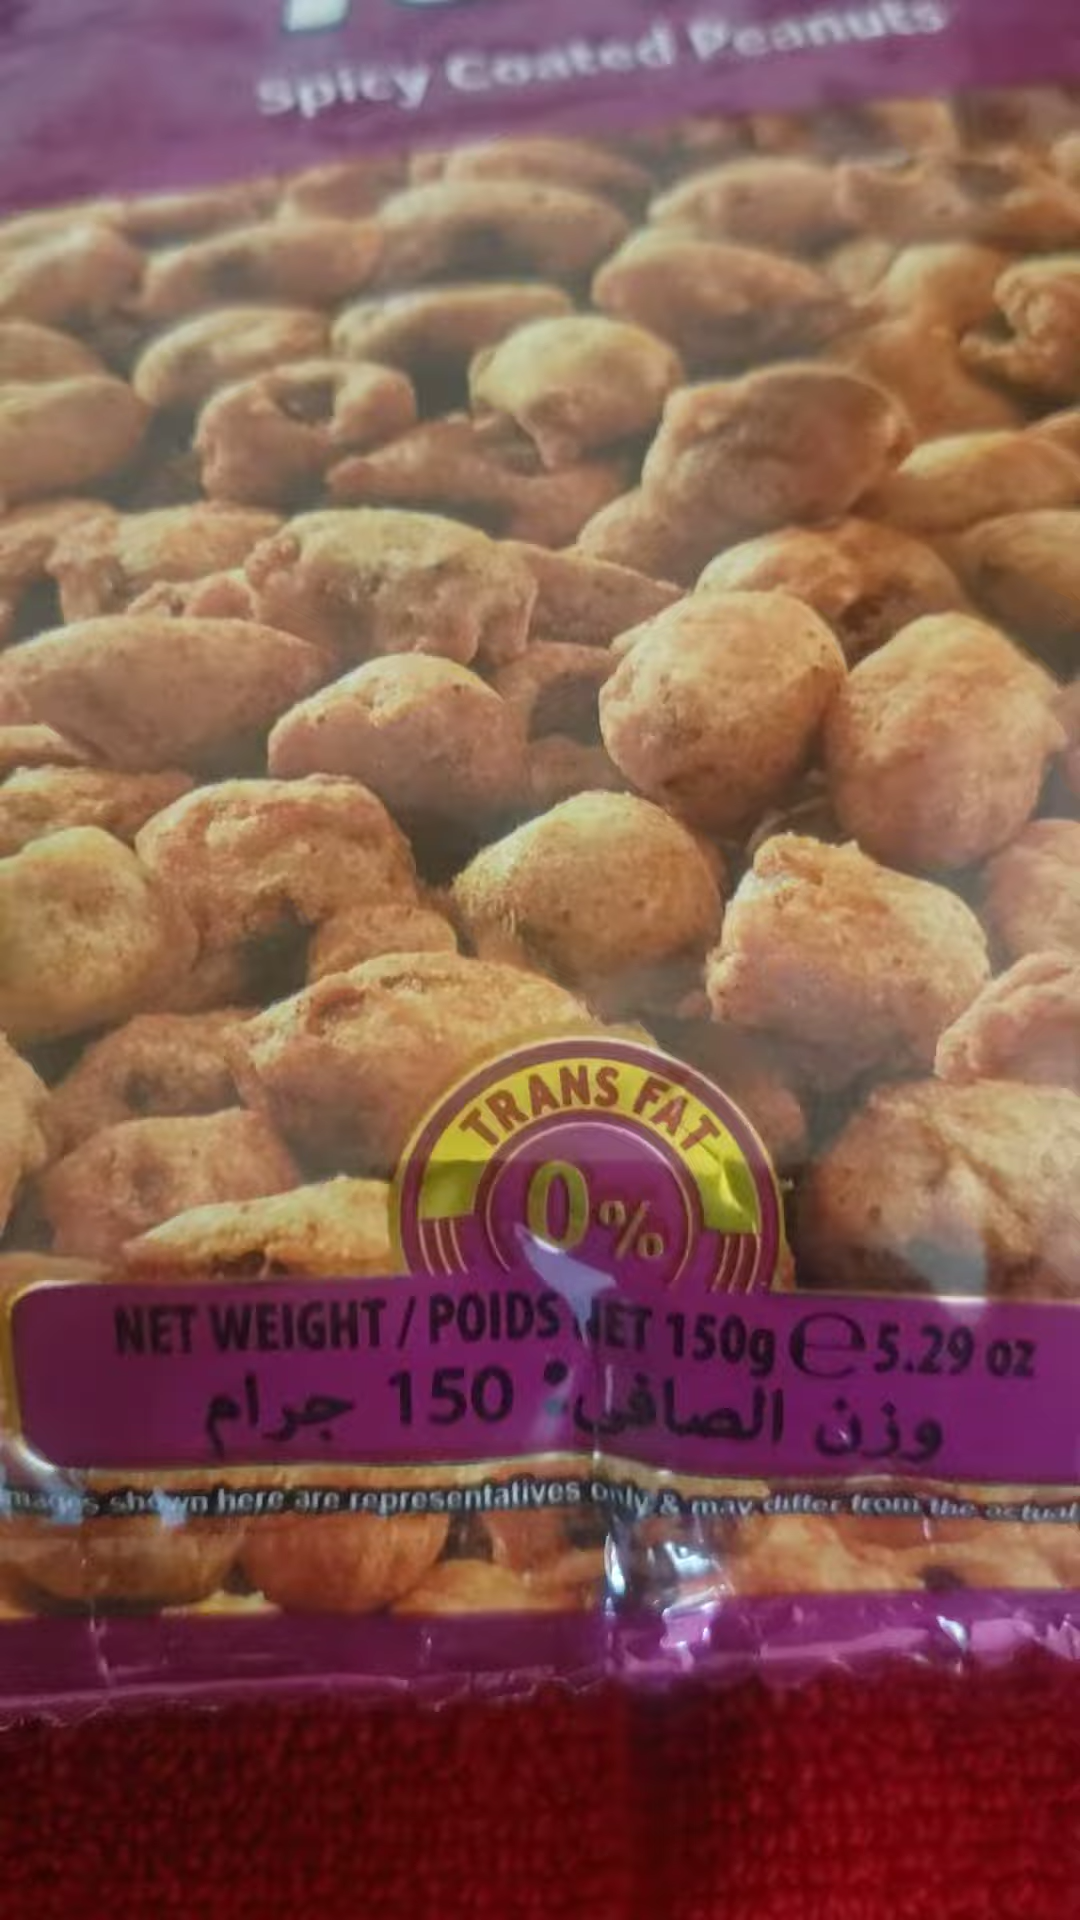 Spicy Coated Peanuts
TRANS FAT
0%
NET WEIGHT / POIDS NET 150g ℮ 5.29 oz
وزن الصافي: 150 جرام
shown here are representatives only & may differ from the actual